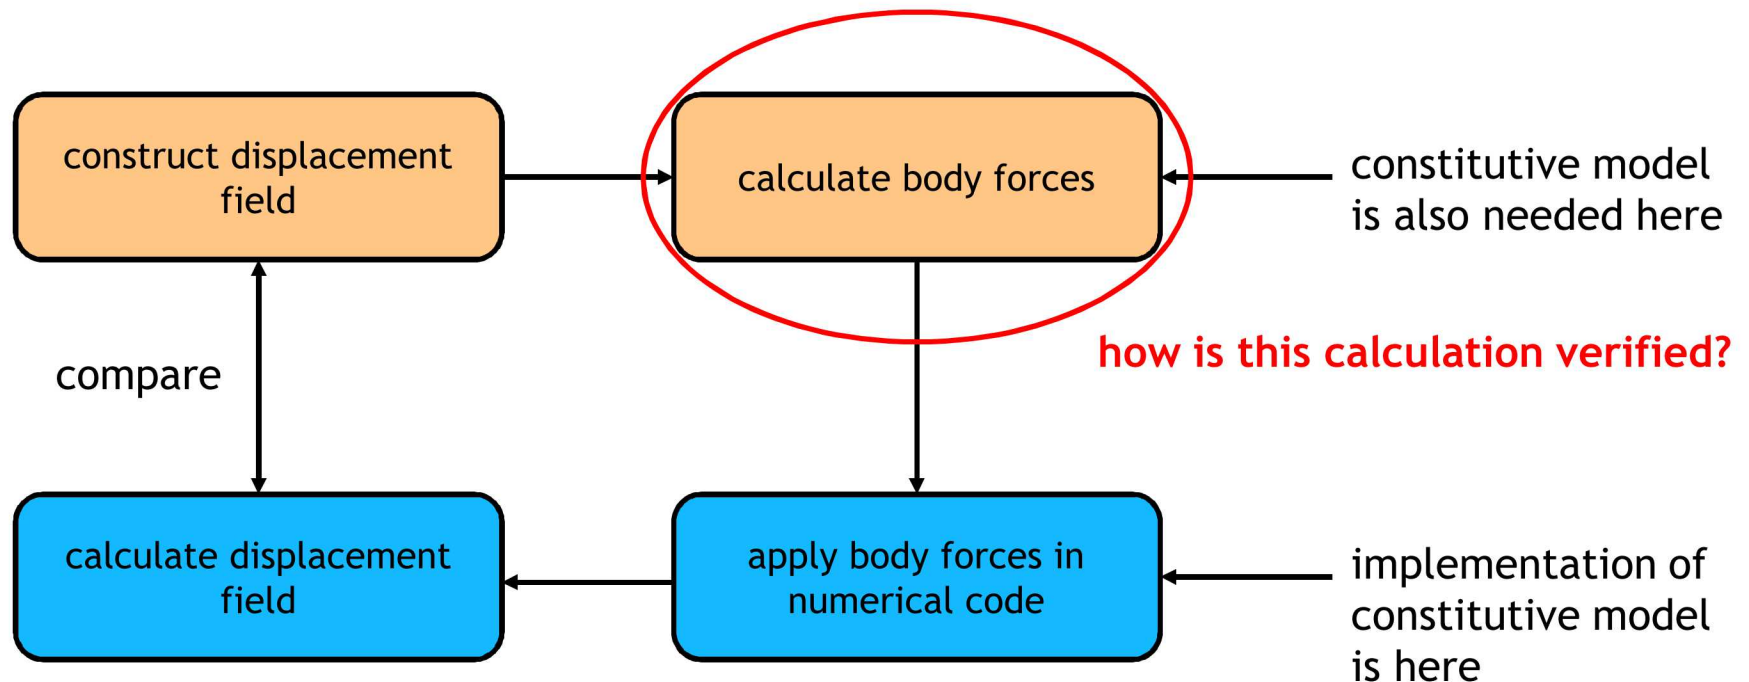 construct displacement
field
calculate body forces
constitutive model
is also needed here
how is this calculation verified?
compare
calculate displacement
field
apply body forces in
numerical code
implementation of
constitutive model
is here